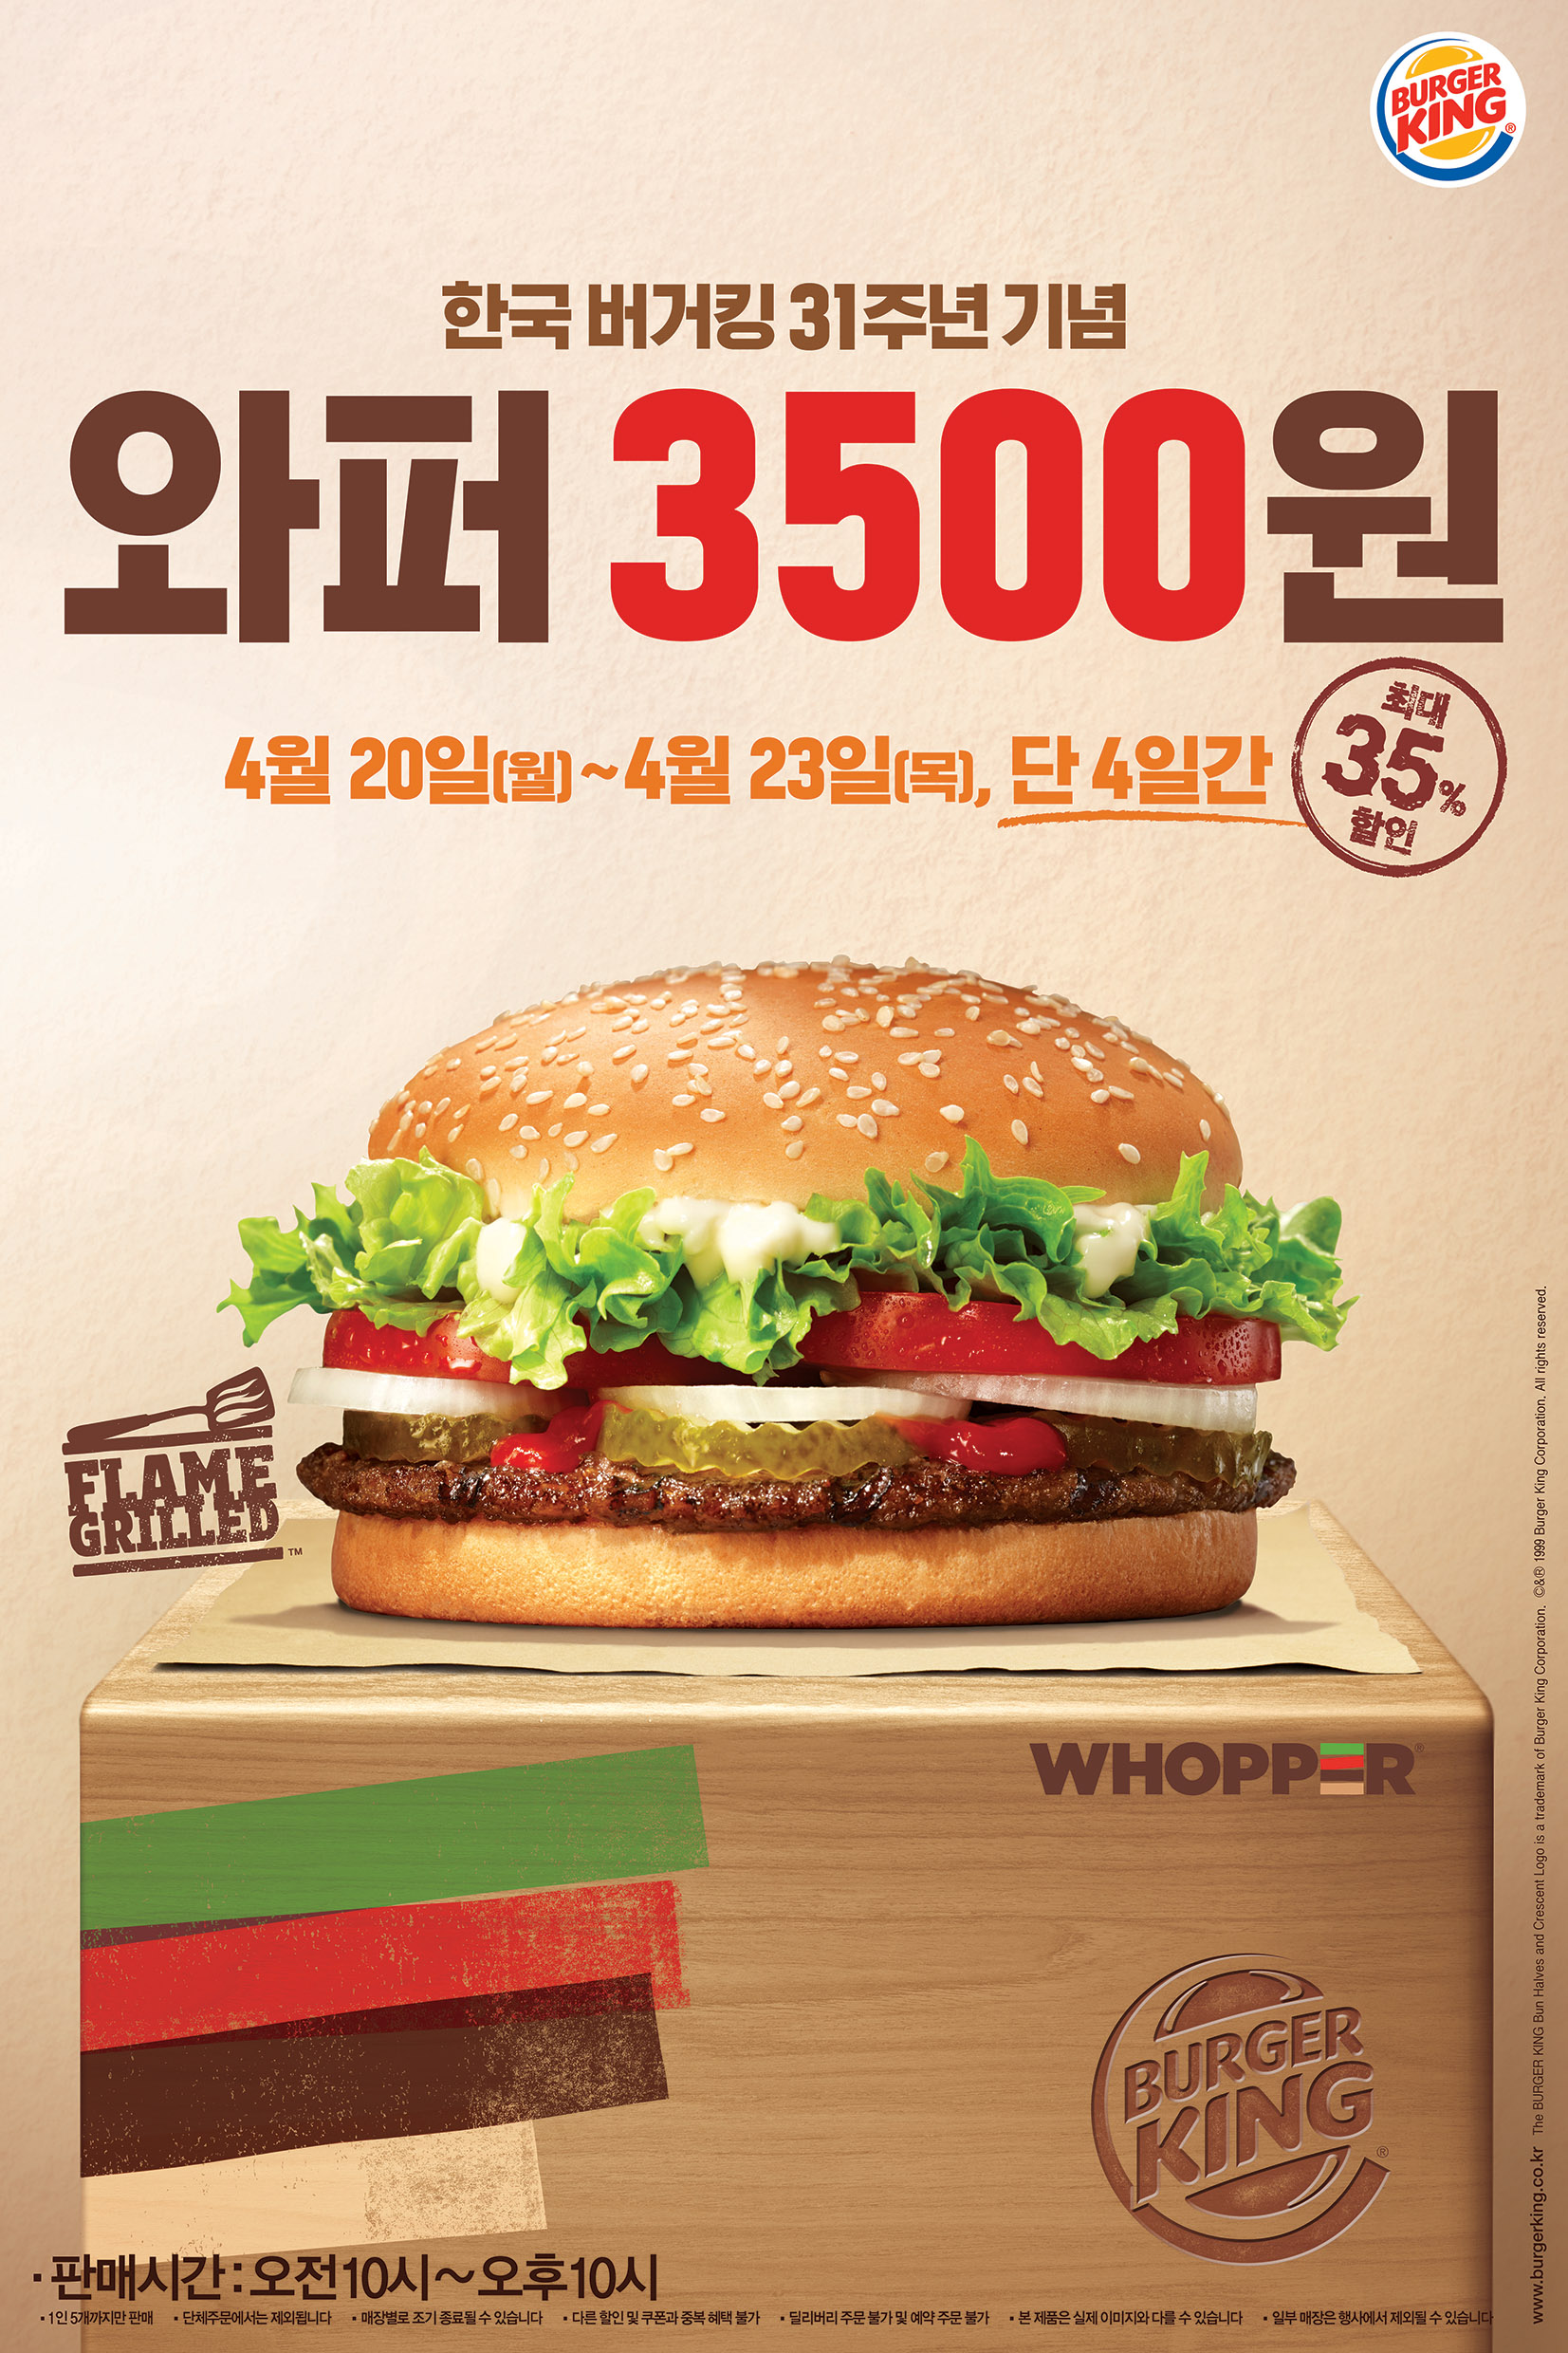 BURGER
KING®
한국 버거킹 31주년 기념
와퍼 3500원
4월 20일(월)~4월 23일(목), 단 4일간
최대
35%
할인
FLAME
GRILLED™
WHOPPER®
BURGER
KING®
· 판매시간 : 오전10시~오후10시
▪ 1인 5개까지만 판매 ▪ 단체주문에서는 제외됩니다 ▪ 매장별로 조기 종료될 수 있습니다 ▪ 다른 할인 및 쿠폰과 중복 혜택 불가 ▪ 딜리버리 주문 불가 및 예약 주문 불가 ▪ 본 제품은 실제 이미지와 다를 수 있습니다 ▪ 일부 매장은 행사에서 제외될 수 있습니다
www.burgerking.co.kr The BURGER KING Bun Halves and Crescent Logo is a trademark of Burger King Corporation. ©&® 1999 Burger King Corporation. All rights reserved.